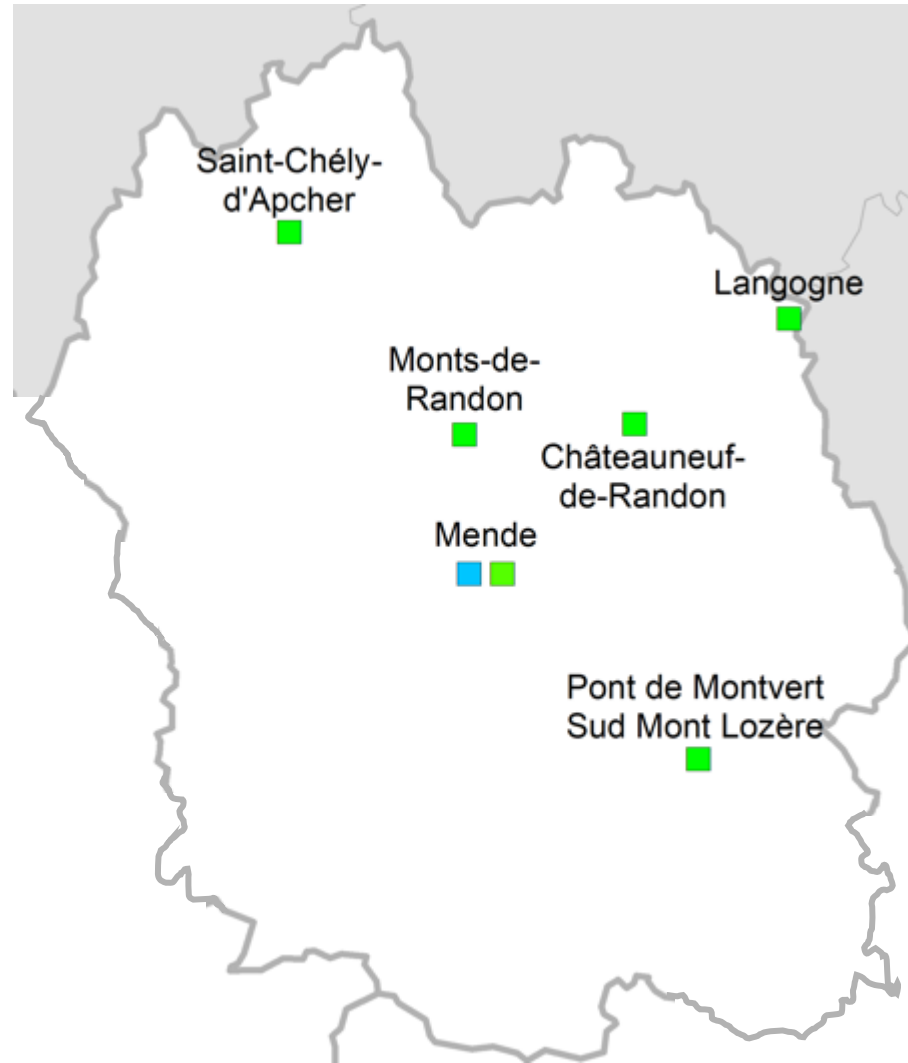 Saint-Chély-
d'Apcher
Langogne
Monts-de-
Randon
Châteauneuf-
de-Randon
Mende
Pont de Montvert
Sud Mont Lozère